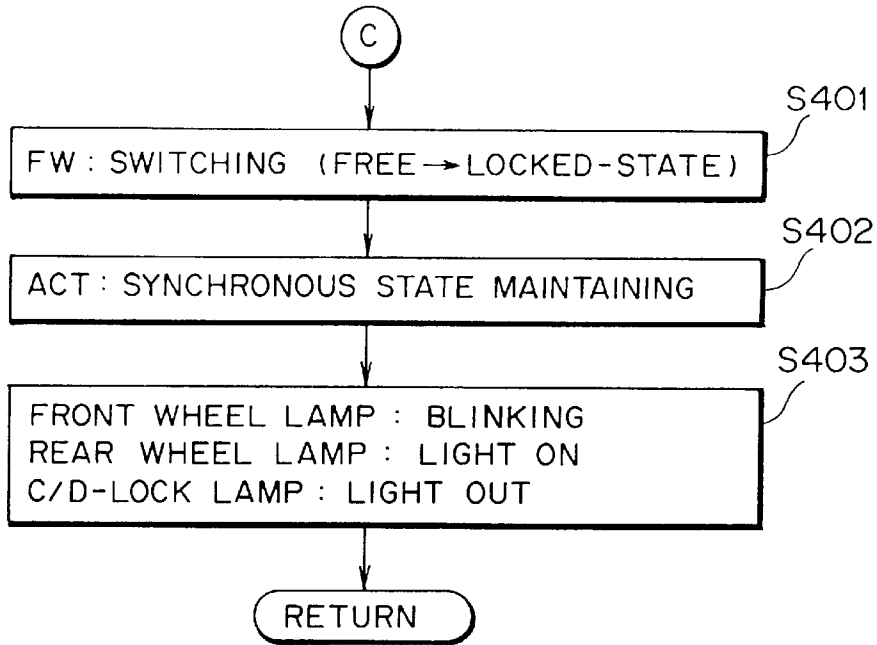 C
S401
FW : SWITCHING (FREE → LOCKED-STATE)
S402
ACT : SYNCHRONOUS STATE MAINTAINING
S403
FRONT WHEEL LAMP : BLINKING
REAR WHEEL LAMP : LIGHT ON
C/D-LOCK LAMP : LIGHT OUT
RETURN